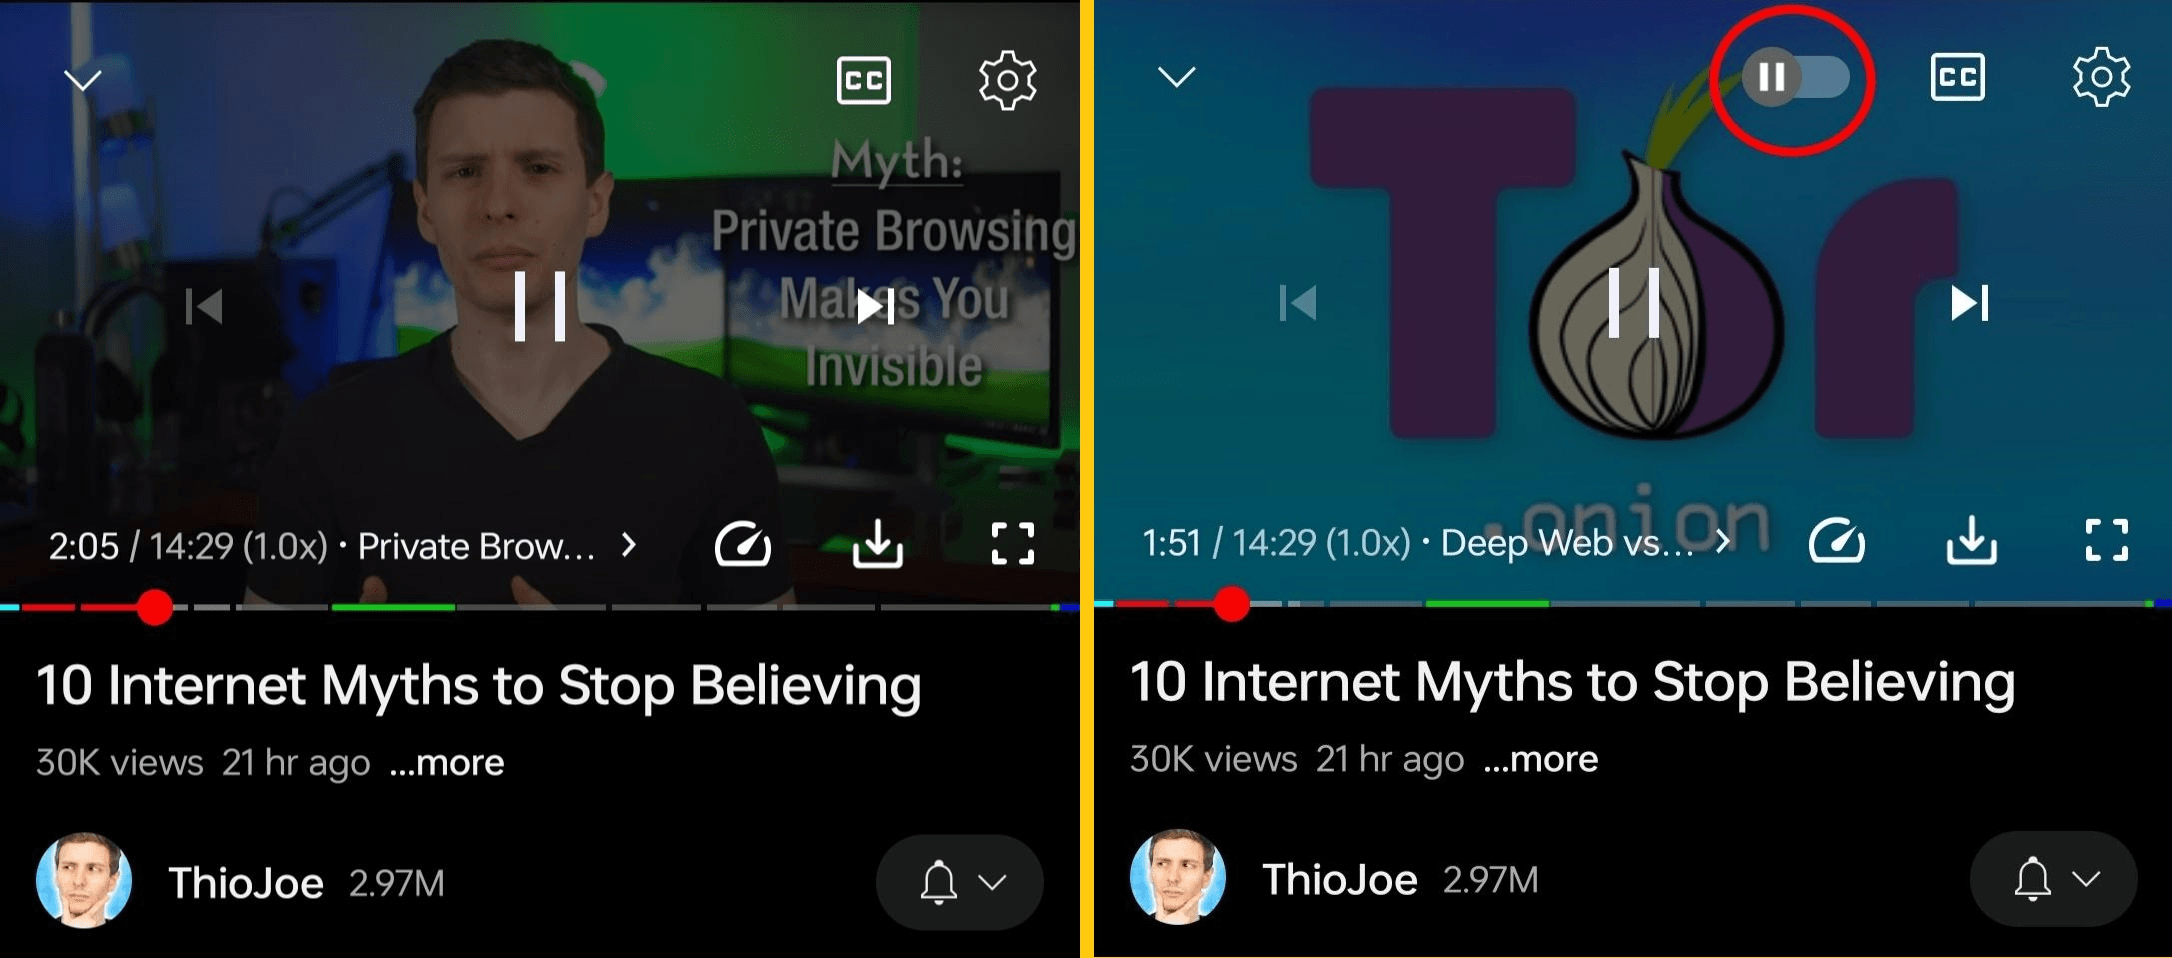 CC
Myth:
Private Browsing
Makes You
Invisible
2:05 / 14:29 (1.0x) • Private Brow...
10 Internet Myths to Stop Believing
30K views 21 hr ago ...more
ThioJoe 2.97M
CC
Tor
.onion
1:51 / 14:29 (1.0x) • Deep Web vs...
10 Internet Myths to Stop Believing
30K views 21 hr ago ...more
ThioJoe 2.97M